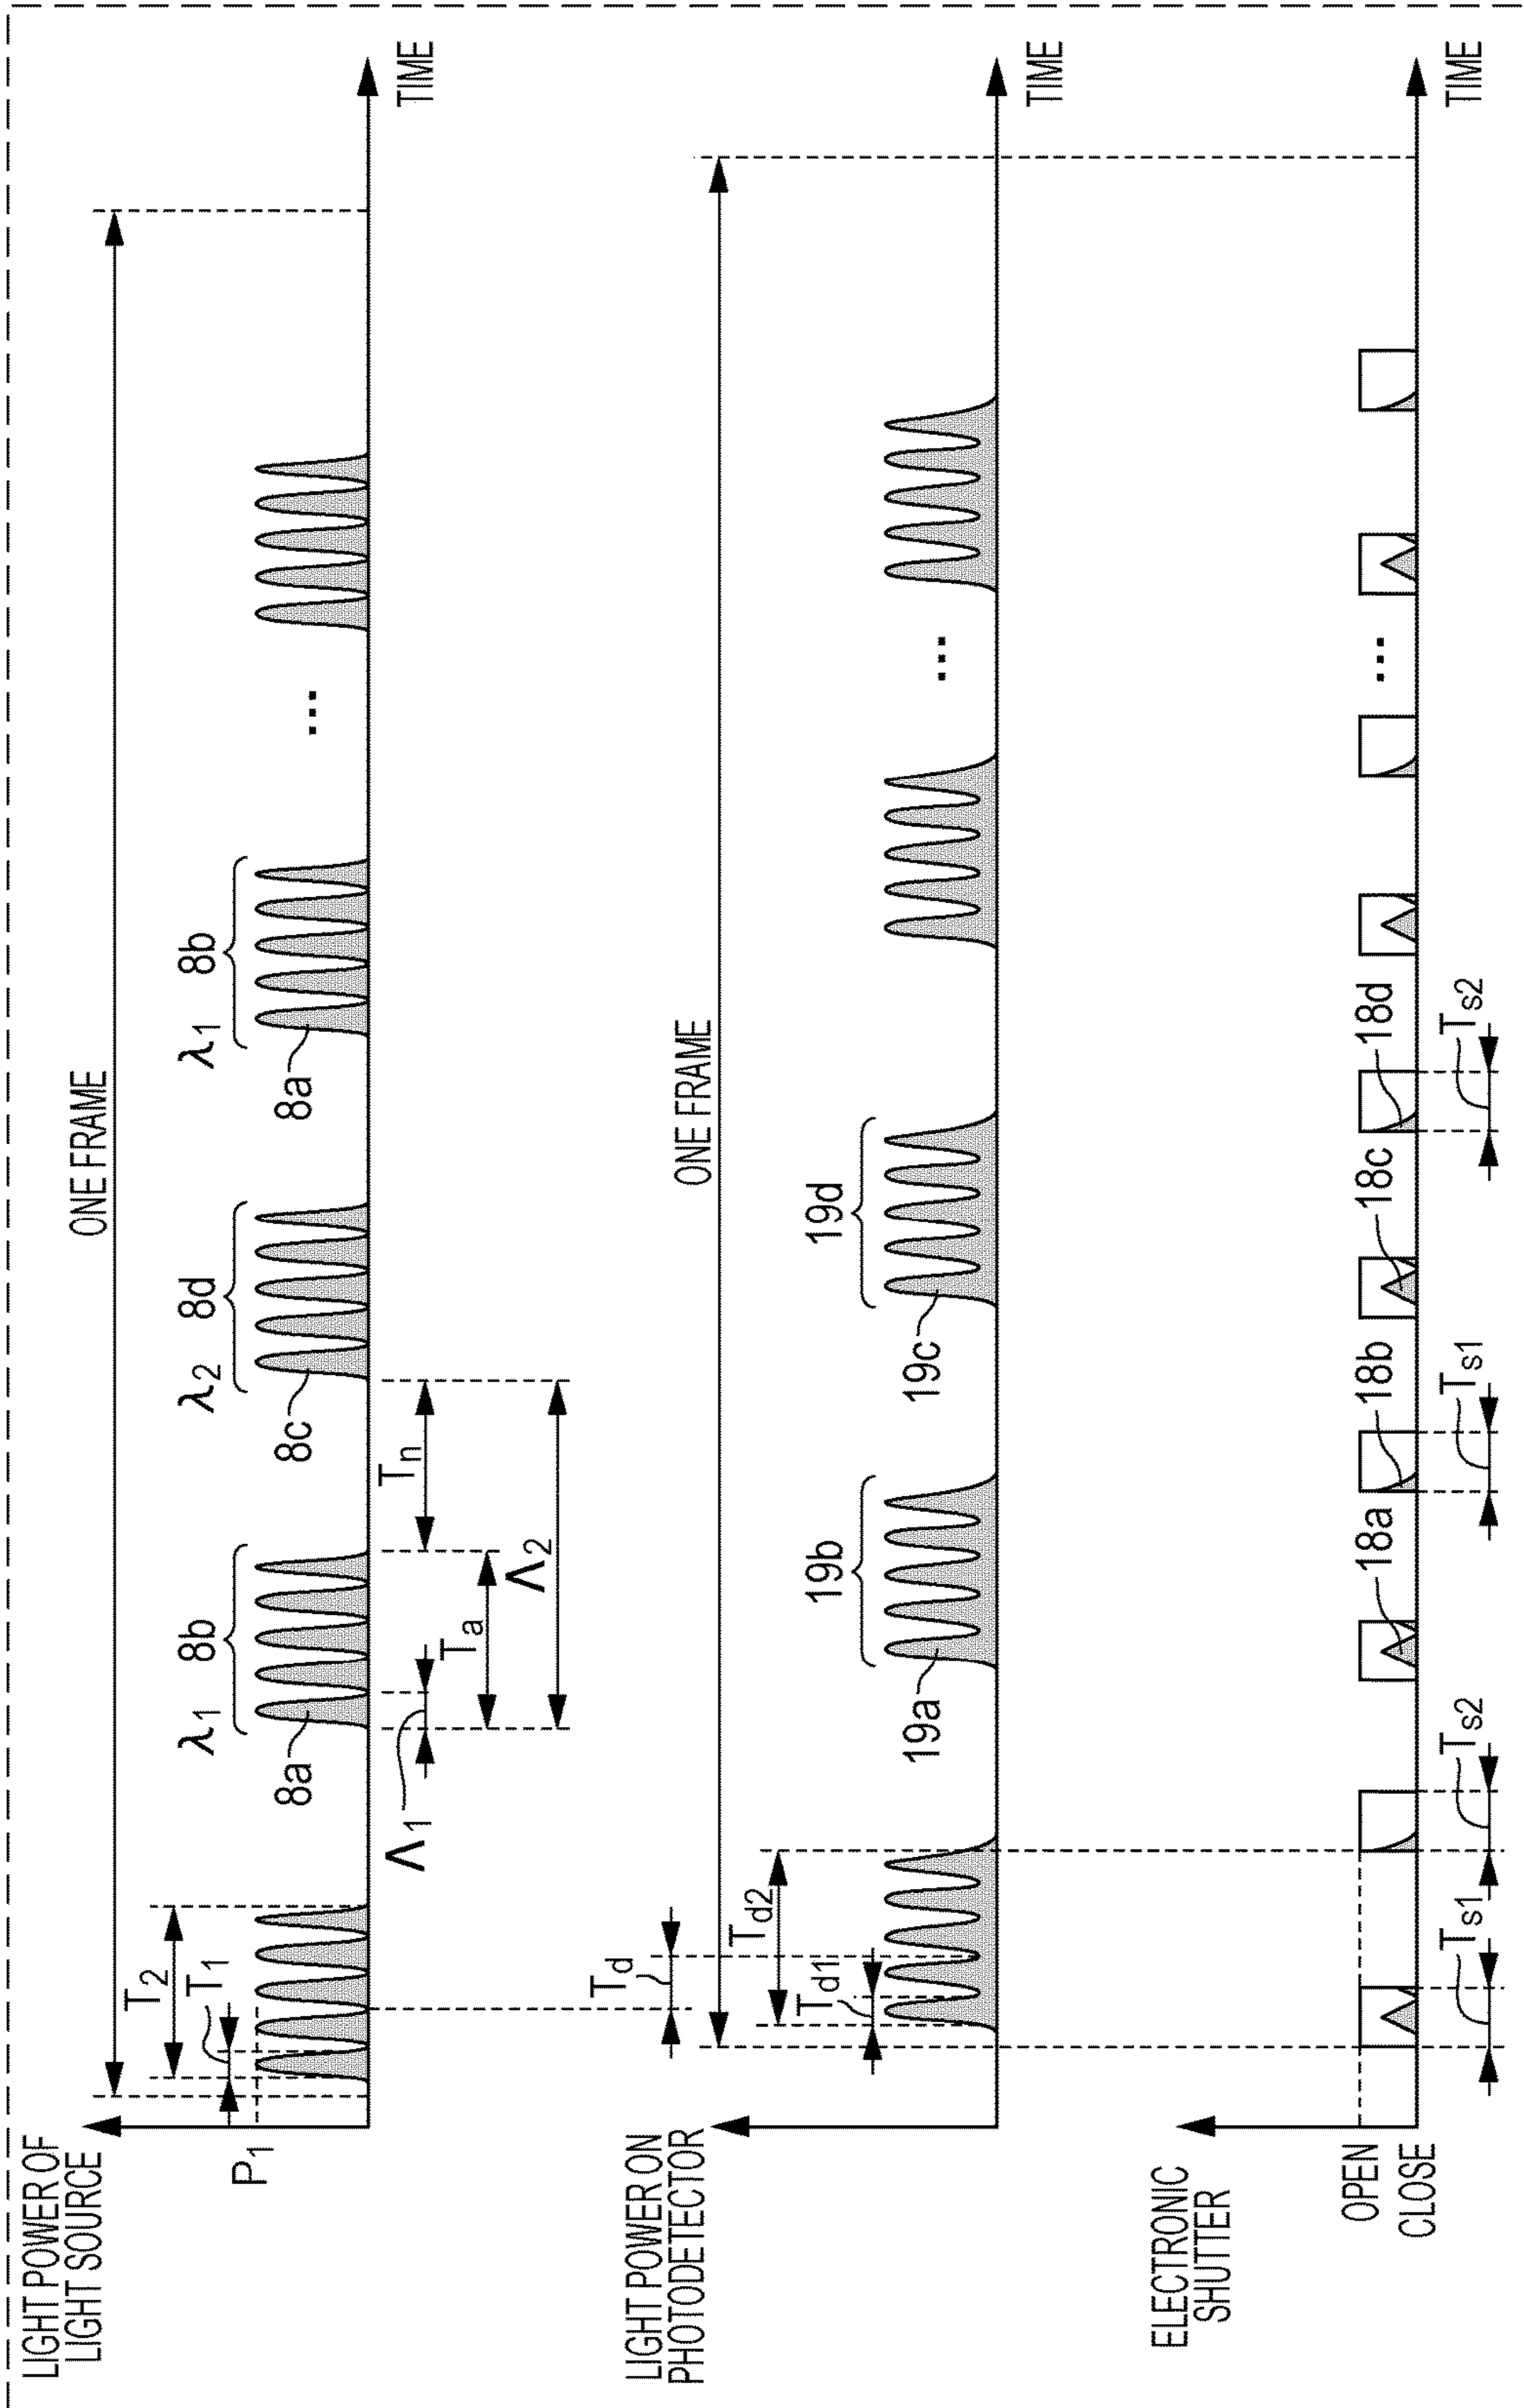 LIGHT POWER OF
LIGHT SOURCE
ONE FRAME
P1
T2
T1
λ1
8b
8a
λ2
8d
8c
λ1
8b
8a
...
Λ1
Ta
Tn
Λ2
TIME
LIGHT POWER ON
PHOTODETECTOR
Td
ONE FRAME
Td2
Td1
19b
19a
19d
19c
...
TIME
ELECTRONIC
SHUTTER
OPEN
CLOSE
18a
18b
18c
18d
...
Ts1
Ts2
Ts1
Ts2
TIME